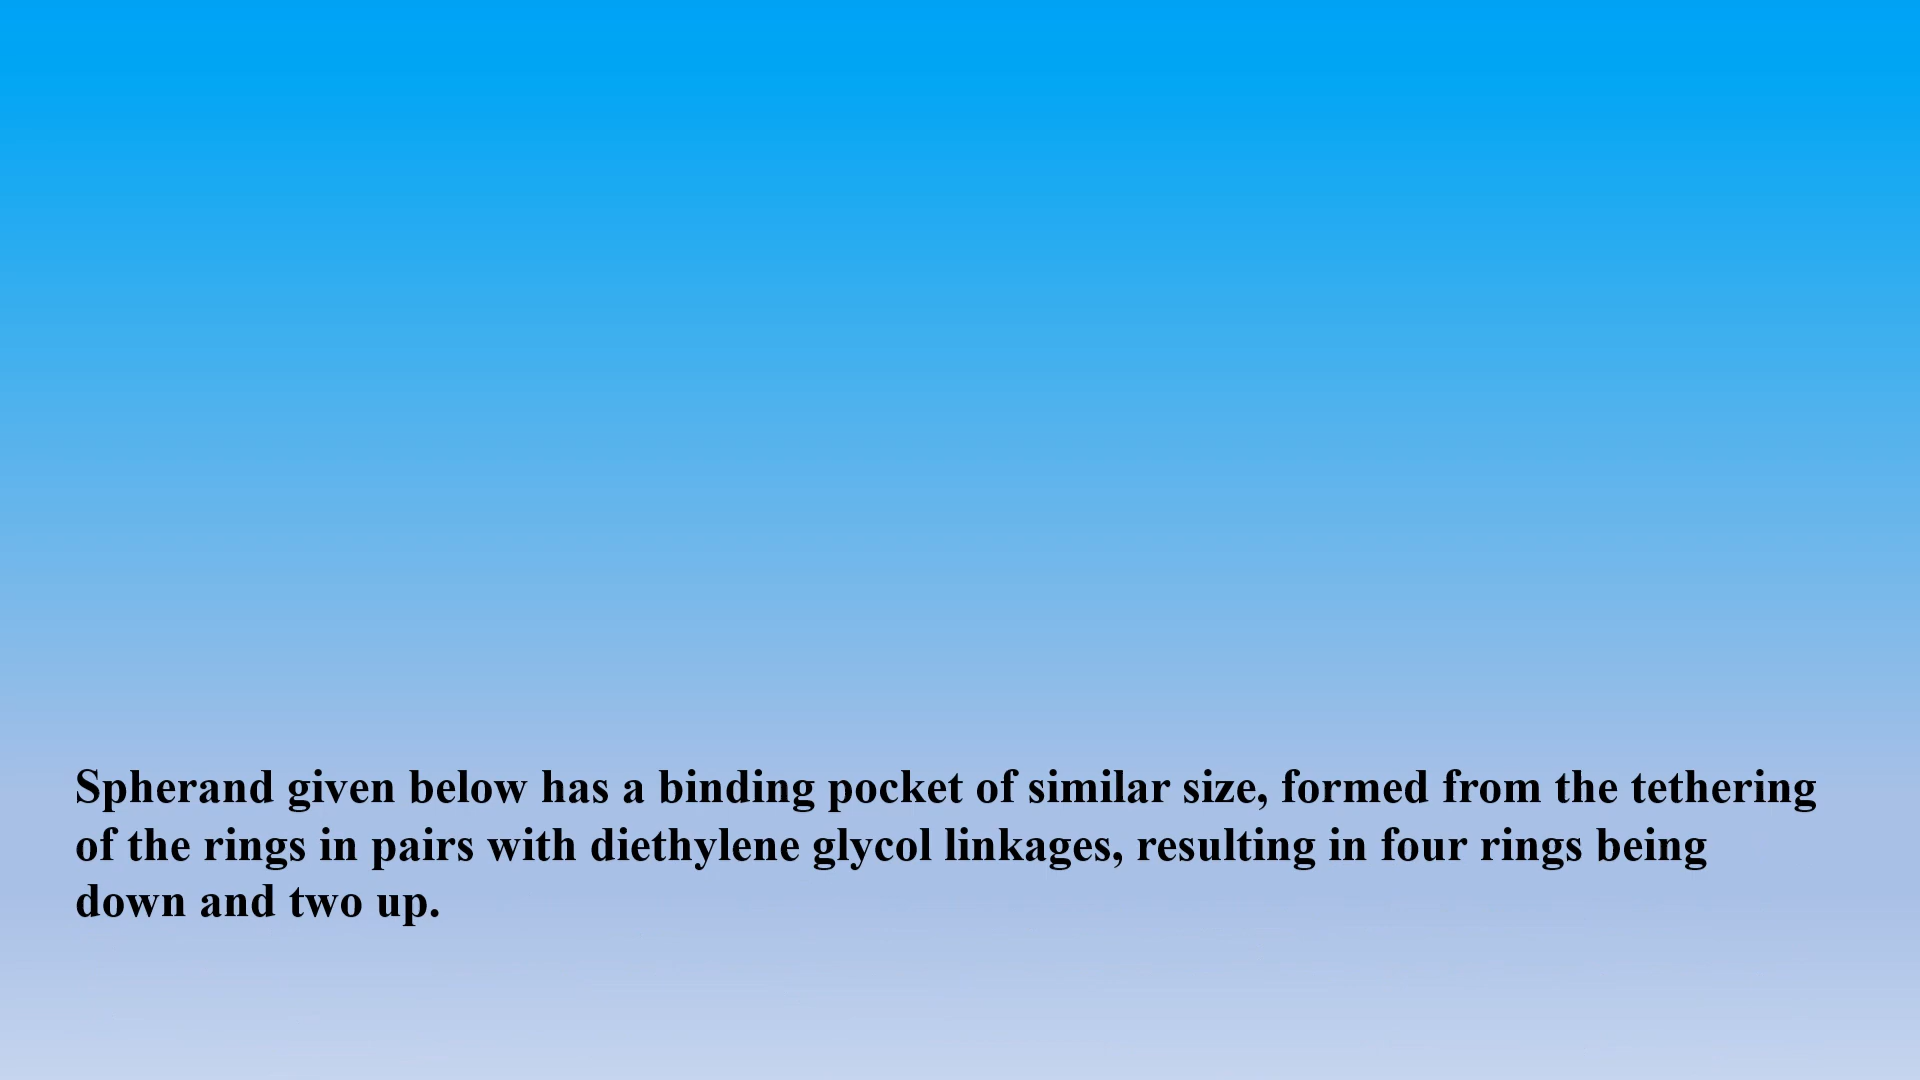 Spherand given below has a binding pocket of similar size, formed from the tethering
of the rings in pairs with diethylene glycol linkages, resulting in four rings being
down and two up.